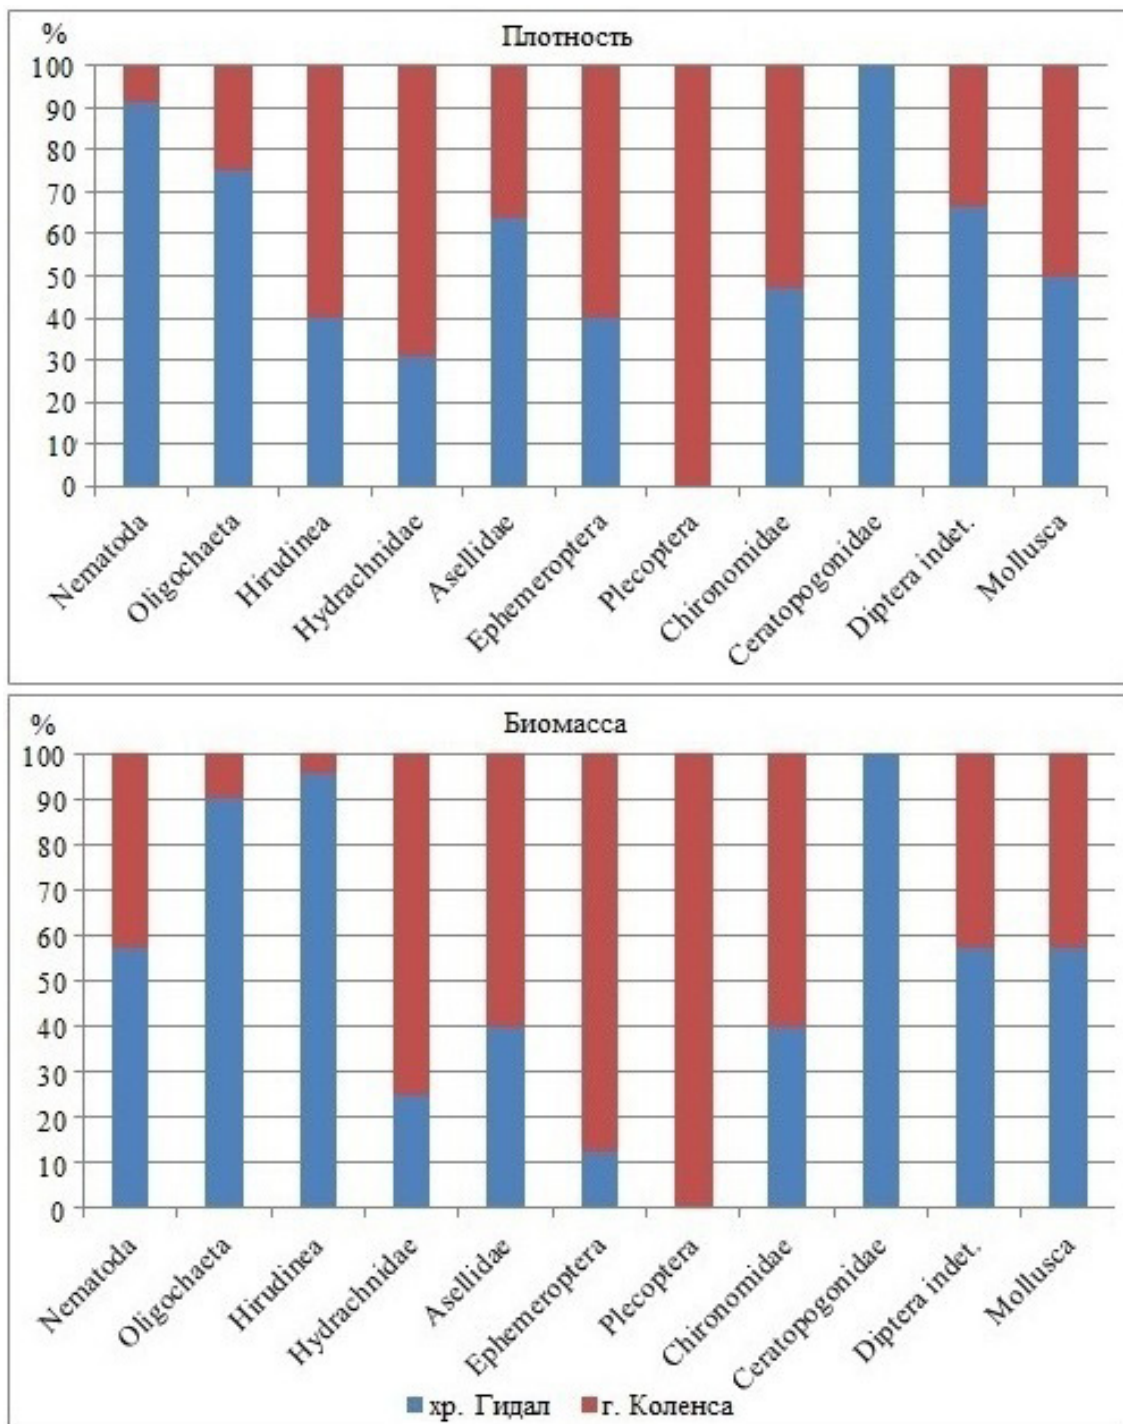 %
Плотность
100
90
80
70
60
50
40
30
20
10
0
Nematoda
Oligochaeta
Hirudinea
Hydrachnidae
Asellidae
Ephemeroptera
Plecoptera
Chironomidae
Ceratopogonidae
Diptera indet.
Mollusca
%
Биомасса
100
90
80
70
60
50
40
30
20
10
0
Nematoda
Oligochaeta
Hirudinea
Hydrachnidae
Asellidae
Ephemeroptera
Plecoptera
Chironomidae
Ceratopogonidae
Diptera indet.
Mollusca
хр. Гидал г. Коленса